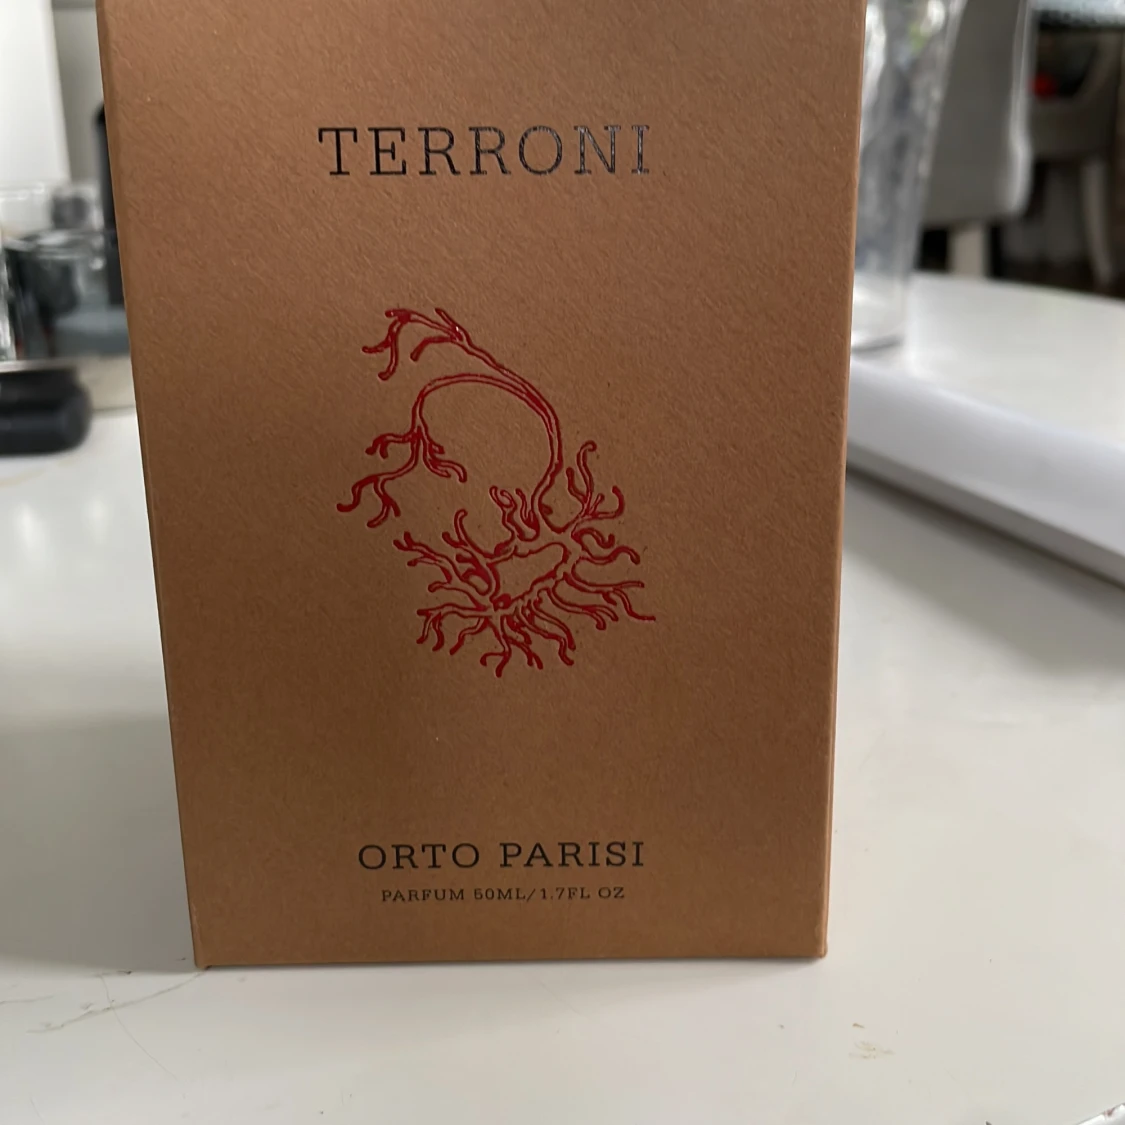 TERRONI
ORTO PARISI
PARFUM 50ML/1.7FL OZ